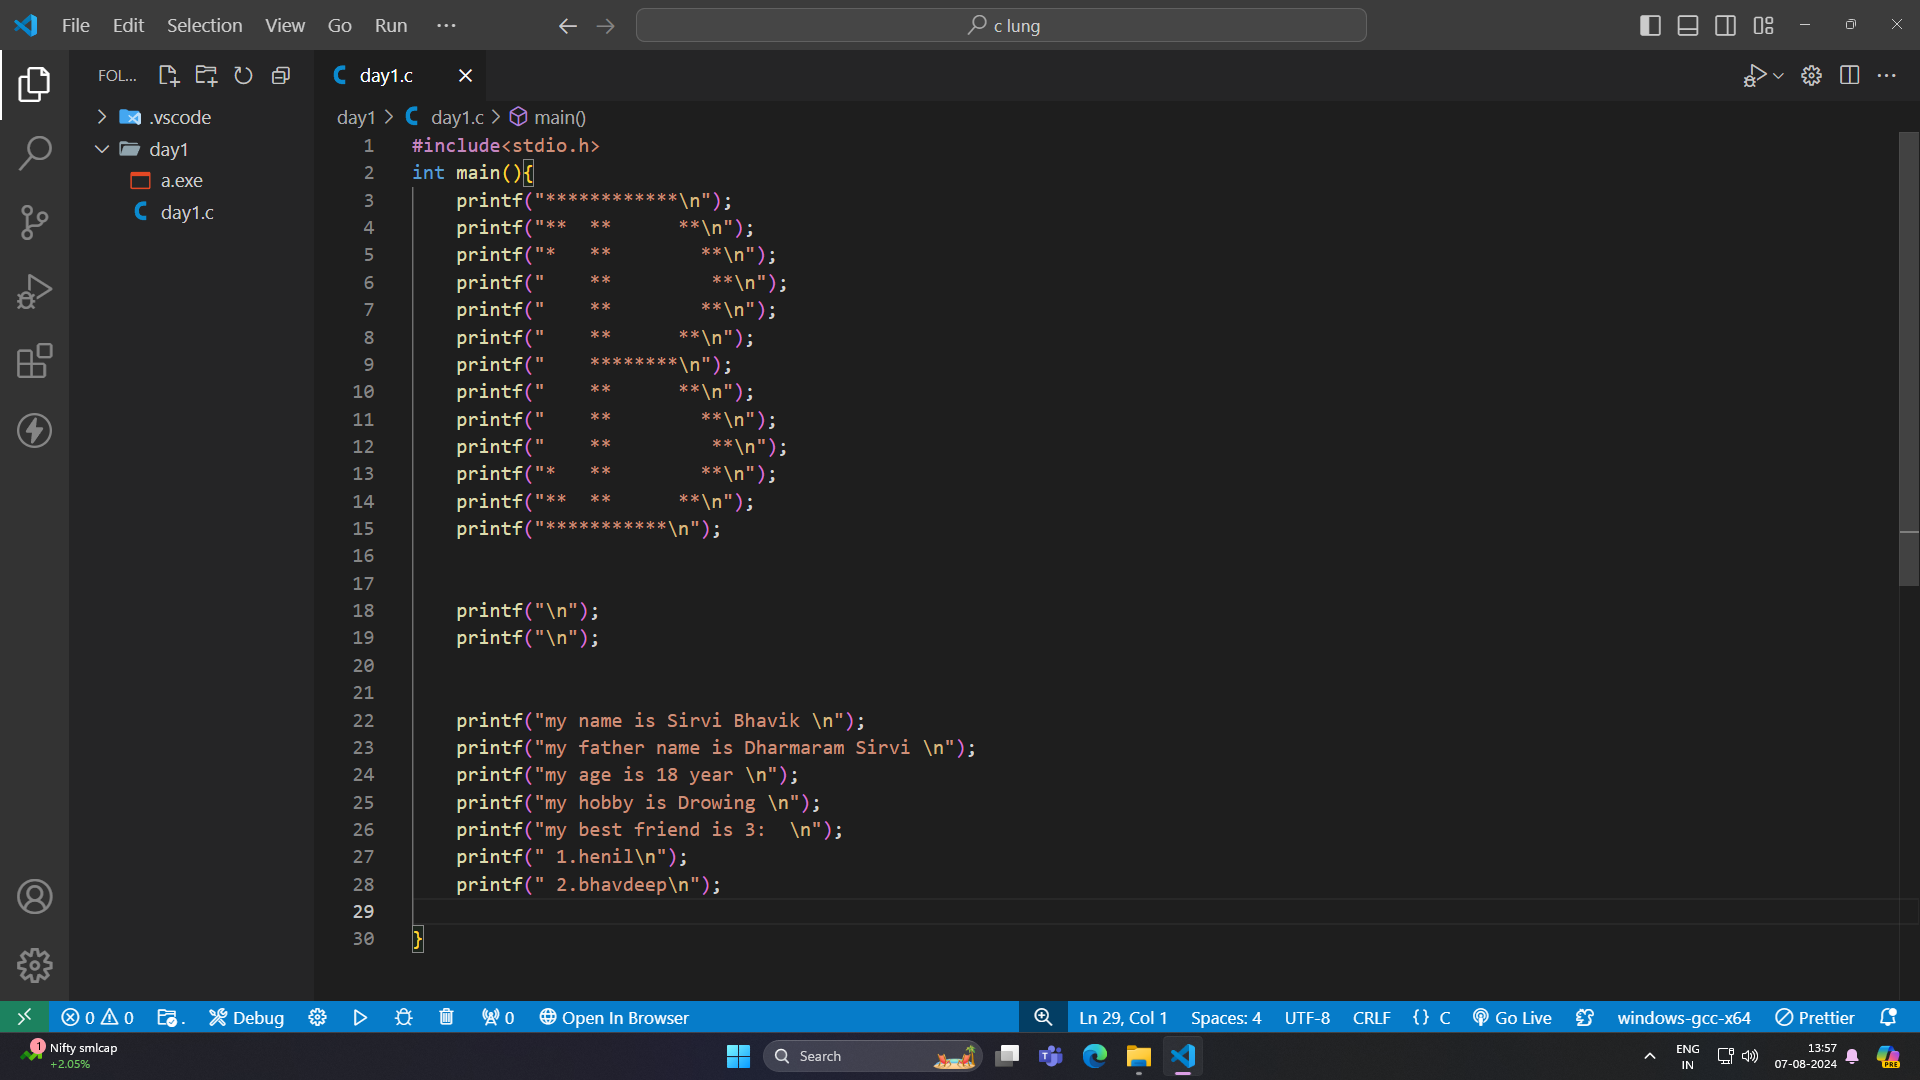 File Edit Selection View Go Run ··· c lung
FOL... day1.c
.vscode
day1
a.exe
day1.c
day1 > day1.c > main()
1 #include<stdio.h>
2 int main(){
3     printf("************\n");
4     printf("**  **      **\n");
5     printf("*   **        **\n");
6     printf("    **         **\n");
7     printf("    **        **\n");
8     printf("    **      **\n");
9     printf("    ********\n");
10     printf("    **      **\n");
11     printf("    **        **\n");
12     printf("    **         **\n");
13     printf("*   **        **\n");
14     printf("**  **      **\n");
15     printf("***********\n");
16
17
18     printf("\n");
19     printf("\n");
20
21
22     printf("my name is Sirvi Bhavik \n");
23     printf("my father name is Dharmaram Sirvi \n");
24     printf("my age is 18 year \n");
25     printf("my hobby is Drowing \n");
26     printf("my best friend is 3:  \n");
27     printf(" 1.henil\n");
28     printf(" 2.bhavdeep\n");
29
30 }
0 0 . Debug 0 Open In Browser Ln 29, Col 1 Spaces: 4 UTF-8 CRLF {} C Go Live windows-gcc-x64 Prettier
1 Nifty smlcap
+2.05%
Search
ENG
IN
13:57
07-08-2024
PRE